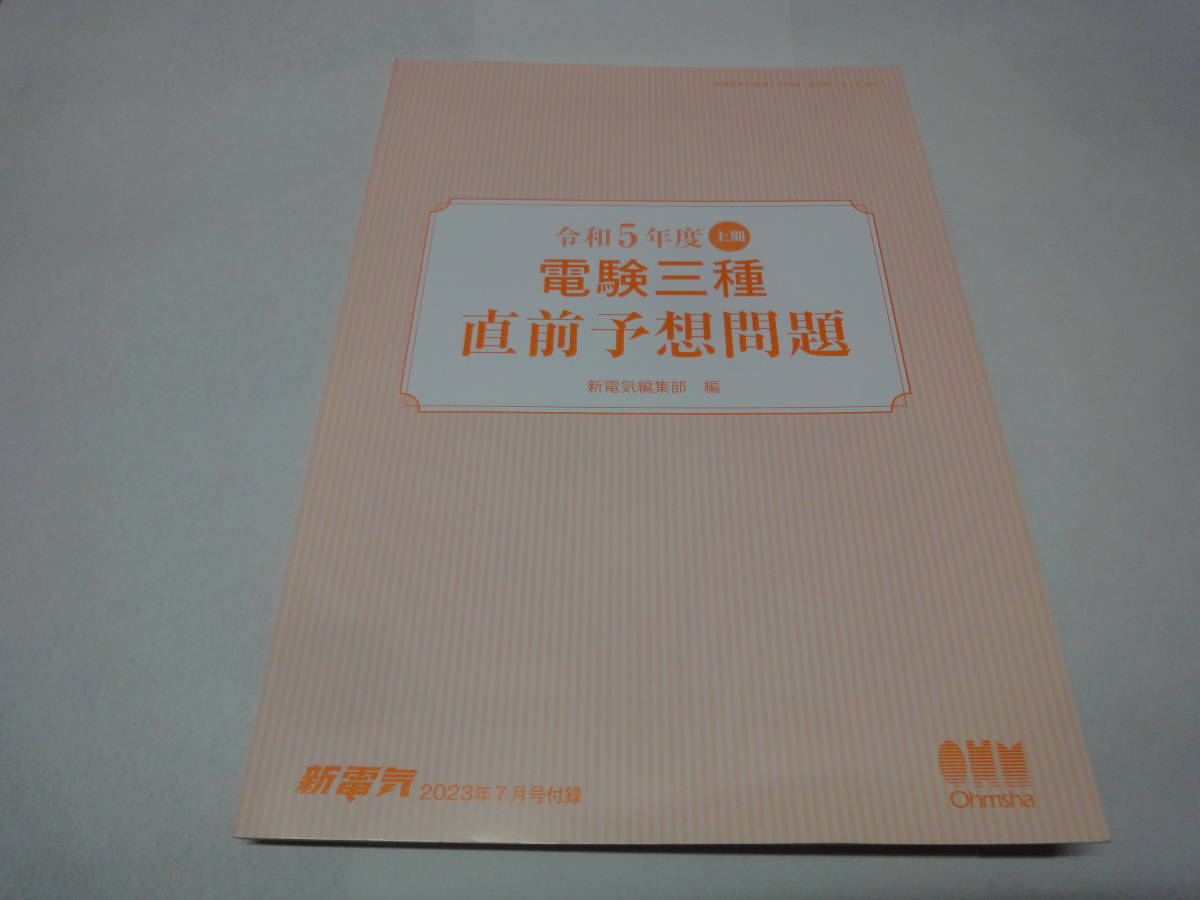 令和5年度 上期
電験三種
直前予想問題
新電気編集部 編
新電気 2023年7月号付録
OHM
Ohmsha